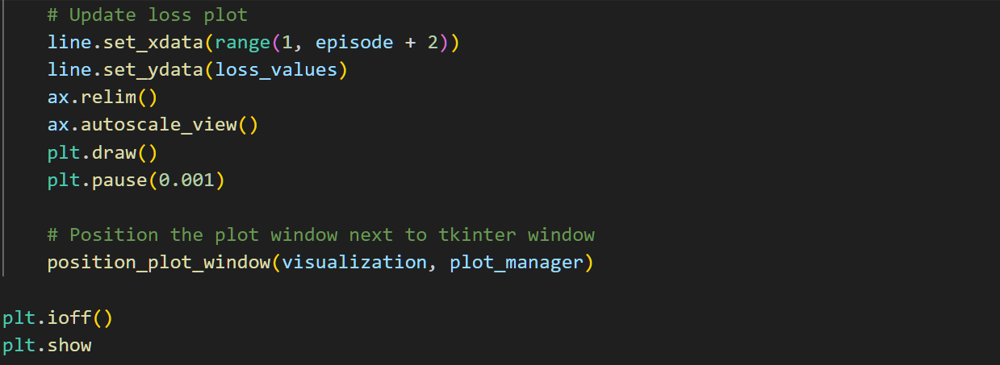 # Update loss plot
line.set_xdata(range(1, episode + 2))
line.set_ydata(loss_values)
ax.relim()
ax.autoscale_view()
plt.draw()
plt.pause(0.001)
# Position the plot window next to tkinter window
position_plot_window(visualization, plot_manager)
plt.ioff()
plt.show